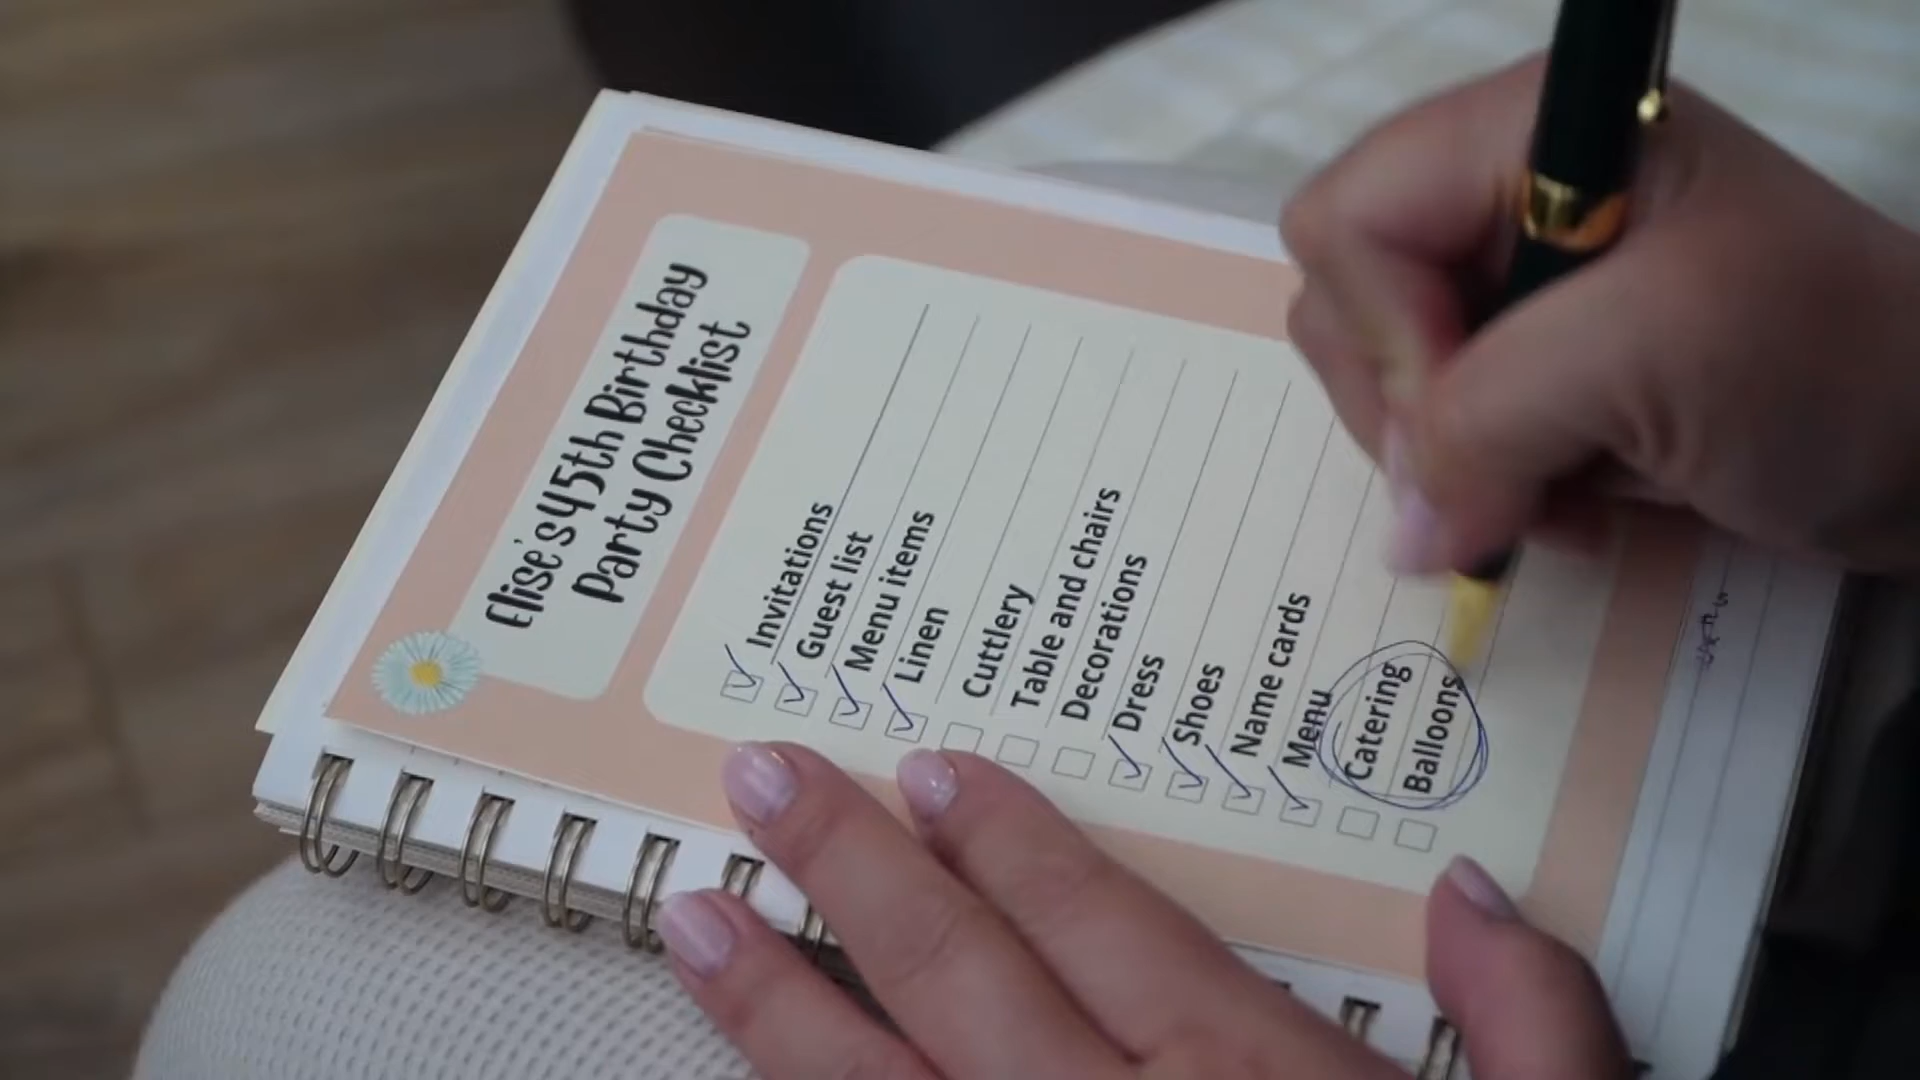 Elise's 45th Birthday
Party Checklist
Invitations
Guest list
Menu items
Linen
Cuttlery
Table and chairs
Decorations
Dress
Shoes
Name cards
Menu
Catering
Balloons